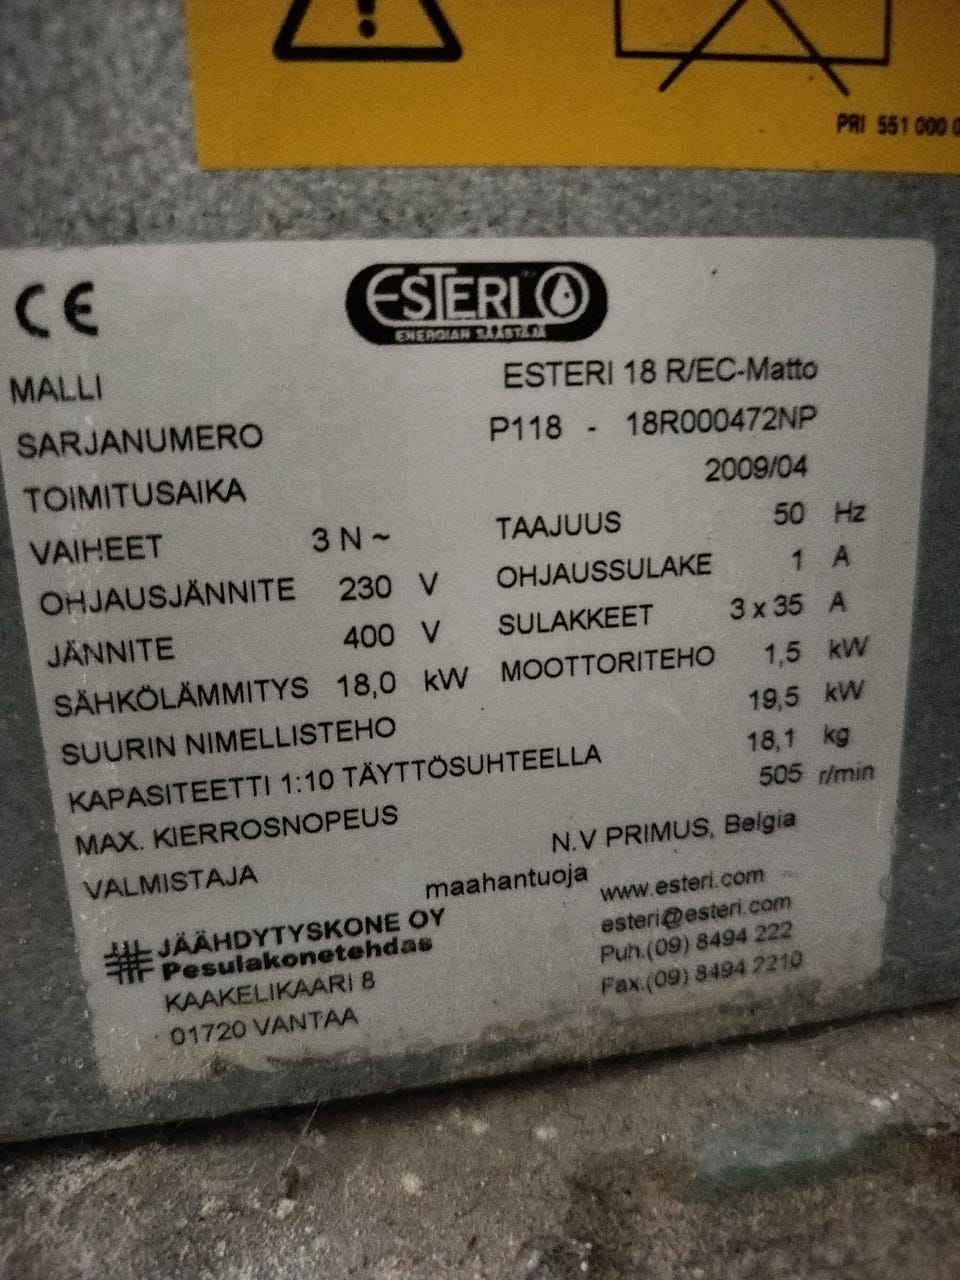 PRI 551 000 0
CE
ESTERI
ENERGIAN SÄÄSTÄJÄ
MALLI ESTERI 18 R/EC-Matto
SARJANUMERO P118 - 18R000472NP
TOIMITUSAIKA 2009/04
VAIHEET 3 N ~ TAAJUUS 50 Hz
OHJAUSJÄNNITE 230 V OHJAUSSULAKE 1 A
JÄNNITE 400 V SULAKKEET 3 x 35 A
SÄHKÖLÄMMITYS 18,0 kW MOOTTORITEHO 1,5 kW
SUURIN NIMELLISTEHO 19,5 kW
KAPASITEETTI 1:10 TÄYTTÖSUHTEELLA 18,1 kg
MAX. KIERROSNOPEUS 505 r/min
VALMISTAJA N.V PRIMUS, Belgia
maahantuoja
JÄÄHDYTYSKONE OY
Pesulakonetehdas
KAAKELIKAARI 8
01720 VANTAA
www.esteri.com
esteri@esteri.com
Puh.(09) 8494 222
Fax.(09) 8494 2210